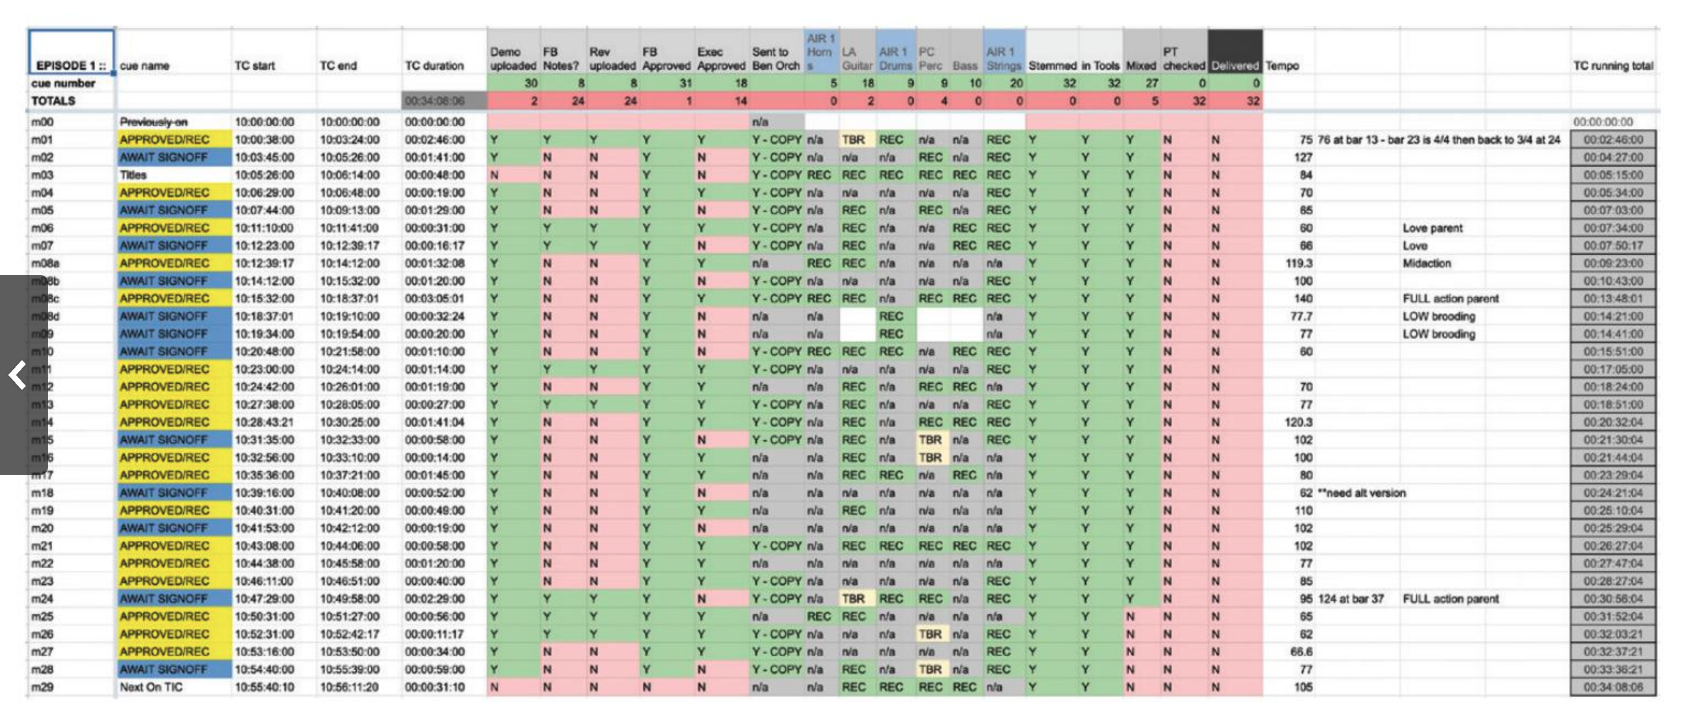 AIR 1
Demo FB Rev FB Exec Sent to Horn LA AIR 1 PC AIR 1 PT
EPISODE 1 :: cue name TC start TC end TC duration uploaded Notes? uploaded Approved Approved Ben Orch s Guitar Drums Perc Bass Strings Stemmed in Tools Mixed checked Delivered Tempo TC running total
cue number 30 8 8 31 18 5 18 9 9 10 20 32 32 27 0 0
TOTALS 00:34:08:06 2 24 24 1 14 0 2 0 4 0 0 0 0 5 32 32
m00 Previously on 10:00:00:00 10:00:00:00 00:00:00:00 n/a 00:00:00:00
m01 APPROVED/REC 10:00:38:00 10:03:24:00 00:02:46:00 Y Y Y Y Y Y - COPY n/a TBR REC n/a n/a REC Y Y Y N N 75 76 at bar 13 - bar 23 is 4/4 then back to 3/4 at 24 00:02:46:00
m02 AWAIT SIGNOFF 10:03:45:00 10:05:26:00 00:01:41:00 Y N N Y N Y - COPY n/a n/a n/a REC n/a REC Y Y Y N N 127 00:04:27:00
m03 Titles 10:05:26:00 10:06:14:00 00:00:48:00 N N N Y N Y - COPY REC REC REC REC REC REC Y Y Y N N 84 00:05:15:00
m04 APPROVED/REC 10:06:29:00 10:06:48:00 00:00:19:00 Y N N Y Y Y - COPY n/a n/a n/a n/a n/a REC Y Y Y N N 70 00:05:34:00
m05 AWAIT SIGNOFF 10:07:44:00 10:09:13:00 00:01:29:00 Y N N Y N Y - COPY n/a REC n/a REC n/a REC Y Y Y N N 65 00:07:03:00
m06 APPROVED/REC 10:11:10:00 10:11:41:00 00:00:31:00 Y Y Y Y Y Y - COPY n/a REC n/a n/a REC REC Y Y Y N N 60 Love parent 00:07:34:00
m07 AWAIT SIGNOFF 10:12:23:00 10:12:39:17 00:00:16:17 Y Y Y Y N Y - COPY n/a REC n/a n/a REC REC Y Y Y N N 66 Love 00:07:50:17
m08a APPROVED/REC 10:12:39:17 10:14:12:00 00:01:32:08 Y N N Y Y n/a REC REC n/a n/a n/a n/a Y Y Y N N 119.3 Midaction 00:09:23:00
m08b AWAIT SIGNOFF 10:14:12:00 10:15:32:00 00:01:20:00 Y N N Y N Y - COPY n/a n/a n/a n/a n/a REC Y Y Y N N 100 00:10:43:00
m08c APPROVED/REC 10:15:32:00 10:18:37:01 00:03:05:01 Y N N Y Y Y - COPY REC REC n/a REC REC REC Y Y Y N N 140 FULL action parent 00:13:48:01
m08d AWAIT SIGNOFF 10:18:37:01 10:19:10:00 00:00:32:24 Y N N Y N n/a n/a REC n/a Y Y Y N N 77.7 LOW brooding 00:14:21:00
m09 AWAIT SIGNOFF 10:19:34:00 10:19:54:00 00:00:20:00 Y N N Y N n/a n/a REC n/a Y Y Y N N 77 LOW brooding 00:14:41:00
m10 AWAIT SIGNOFF 10:20:48:00 10:21:58:00 00:01:10:00 Y N N Y N Y - COPY REC REC REC n/a REC REC Y Y Y N N 60 00:15:51:00
m11 APPROVED/REC 10:23:00:00 10:24:14:00 00:01:14:00 Y Y Y Y Y Y - COPY n/a n/a n/a n/a n/a REC Y Y Y N N 00:17:05:00
m12 APPROVED/REC 10:24:42:00 10:26:01:00 00:01:19:00 Y N N Y Y n/a n/a REC n/a REC REC n/a Y Y Y N N 70 00:18:24:00
m13 APPROVED/REC 10:27:38:00 10:28:05:00 00:00:27:00 Y Y Y Y Y Y - COPY n/a REC n/a n/a n/a REC Y Y Y N N 77 00:18:51:00
m14 APPROVED/REC 10:28:43:21 10:30:25:00 00:01:41:04 Y N N Y Y Y - COPY n/a REC n/a REC REC REC Y Y Y N N 120.3 00:20:32:04
m15 AWAIT SIGNOFF 10:31:35:00 10:32:33:00 00:00:58:00 Y N N Y N Y - COPY n/a REC n/a TBR n/a REC Y Y Y N N 102 00:21:30:04
m16 APPROVED/REC 10:32:56:00 10:33:10:00 00:00:14:00 Y N N Y Y n/a n/a REC n/a TBR n/a n/a Y Y Y N N 100 00:21:44:04
m17 APPROVED/REC 10:35:36:00 10:37:21:00 00:01:45:00 Y N N Y Y n/a n/a REC REC n/a REC n/a Y Y Y N N 80 00:23:29:04
m18 AWAIT SIGNOFF 10:39:16:00 10:40:08:00 00:00:52:00 Y N N Y N n/a n/a n/a n/a n/a n/a n/a Y Y Y N N 62 **need alt version 00:24:21:04
m19 APPROVED/REC 10:40:31:00 10:41:20:00 00:00:49:00 Y N N Y Y n/a n/a REC n/a n/a n/a n/a Y Y Y N N 110 00:25:10:04
m20 AWAIT SIGNOFF 10:41:53:00 10:42:12:00 00:00:19:00 Y N N Y N n/a n/a n/a n/a n/a n/a n/a Y Y Y N N 102 00:25:29:04
m21 APPROVED/REC 10:43:08:00 10:44:06:00 00:00:58:00 Y N N Y Y Y - COPY n/a REC REC REC REC REC Y Y Y N N 102 00:26:27:04
m22 APPROVED/REC 10:44:38:00 10:45:58:00 00:01:20:00 Y N N Y Y n/a n/a n/a n/a n/a n/a n/a Y Y Y N N 77 00:27:47:04
m23 APPROVED/REC 10:46:11:00 10:46:51:00 00:00:40:00 Y N N Y Y Y - COPY n/a n/a n/a n/a n/a REC Y Y Y N N 85 00:28:27:04
m24 AWAIT SIGNOFF 10:47:29:00 10:49:58:00 00:02:29:00 Y Y Y Y N Y - COPY n/a TBR REC REC n/a REC Y Y Y N N 95 124 at bar 37 FULL action parent 00:30:56:04
m25 APPROVED/REC 10:50:31:00 10:51:27:00 00:00:56:00 Y Y Y Y Y n/a REC REC n/a n/a n/a n/a Y Y N N N 65 00:31:52:04
m26 APPROVED/REC 10:52:31:00 10:52:42:17 00:00:11:17 Y Y Y Y Y Y - COPY n/a n/a n/a TBR n/a REC Y Y N N N 62 00:32:03:21
m27 APPROVED/REC 10:53:16:00 10:53:50:00 00:00:34:00 Y N N Y Y Y - COPY n/a REC n/a n/a n/a REC Y Y N N N 66.6 00:32:37:21
m28 AWAIT SIGNOFF 10:54:40:00 10:55:39:00 00:00:59:00 Y N N Y N Y - COPY n/a REC n/a TBR n/a REC Y Y N N N 77 00:33:36:21
m29 Next On TIC 10:55:40:10 10:56:11:20 00:00:31:10 N N N N N n/a n/a REC REC REC REC n/a Y Y N N N 105 00:34:08:06